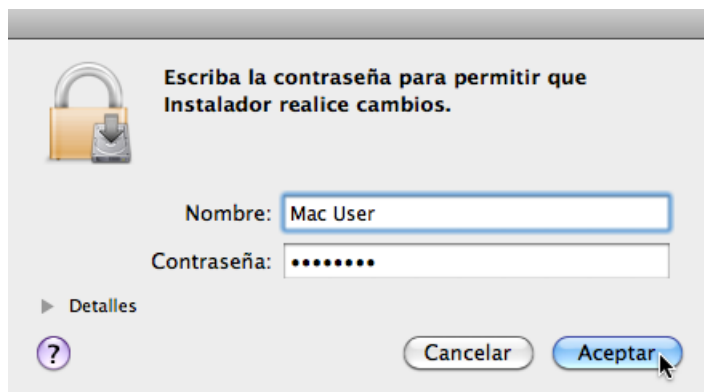 Escriba la contraseña para permitir que
Instalador realice cambios.
Nombre: Mac User
Contraseña: ••••••••
Detalles
? Cancelar Aceptar